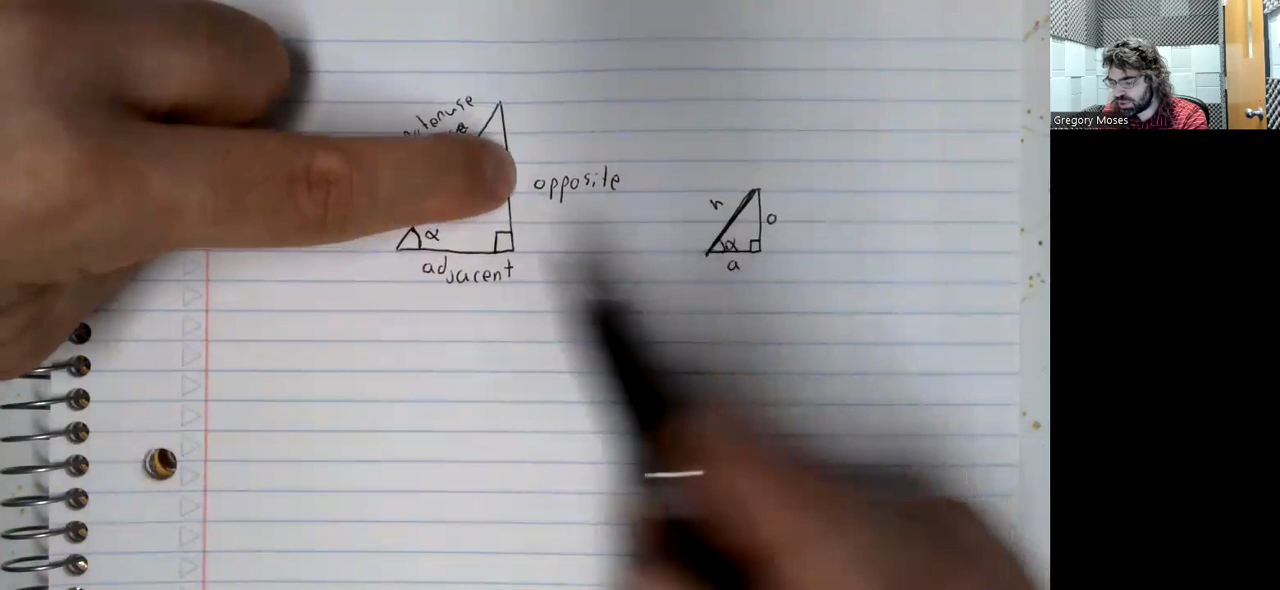 opposite
α
adjacent
r
o
α
a
Gregory Moses